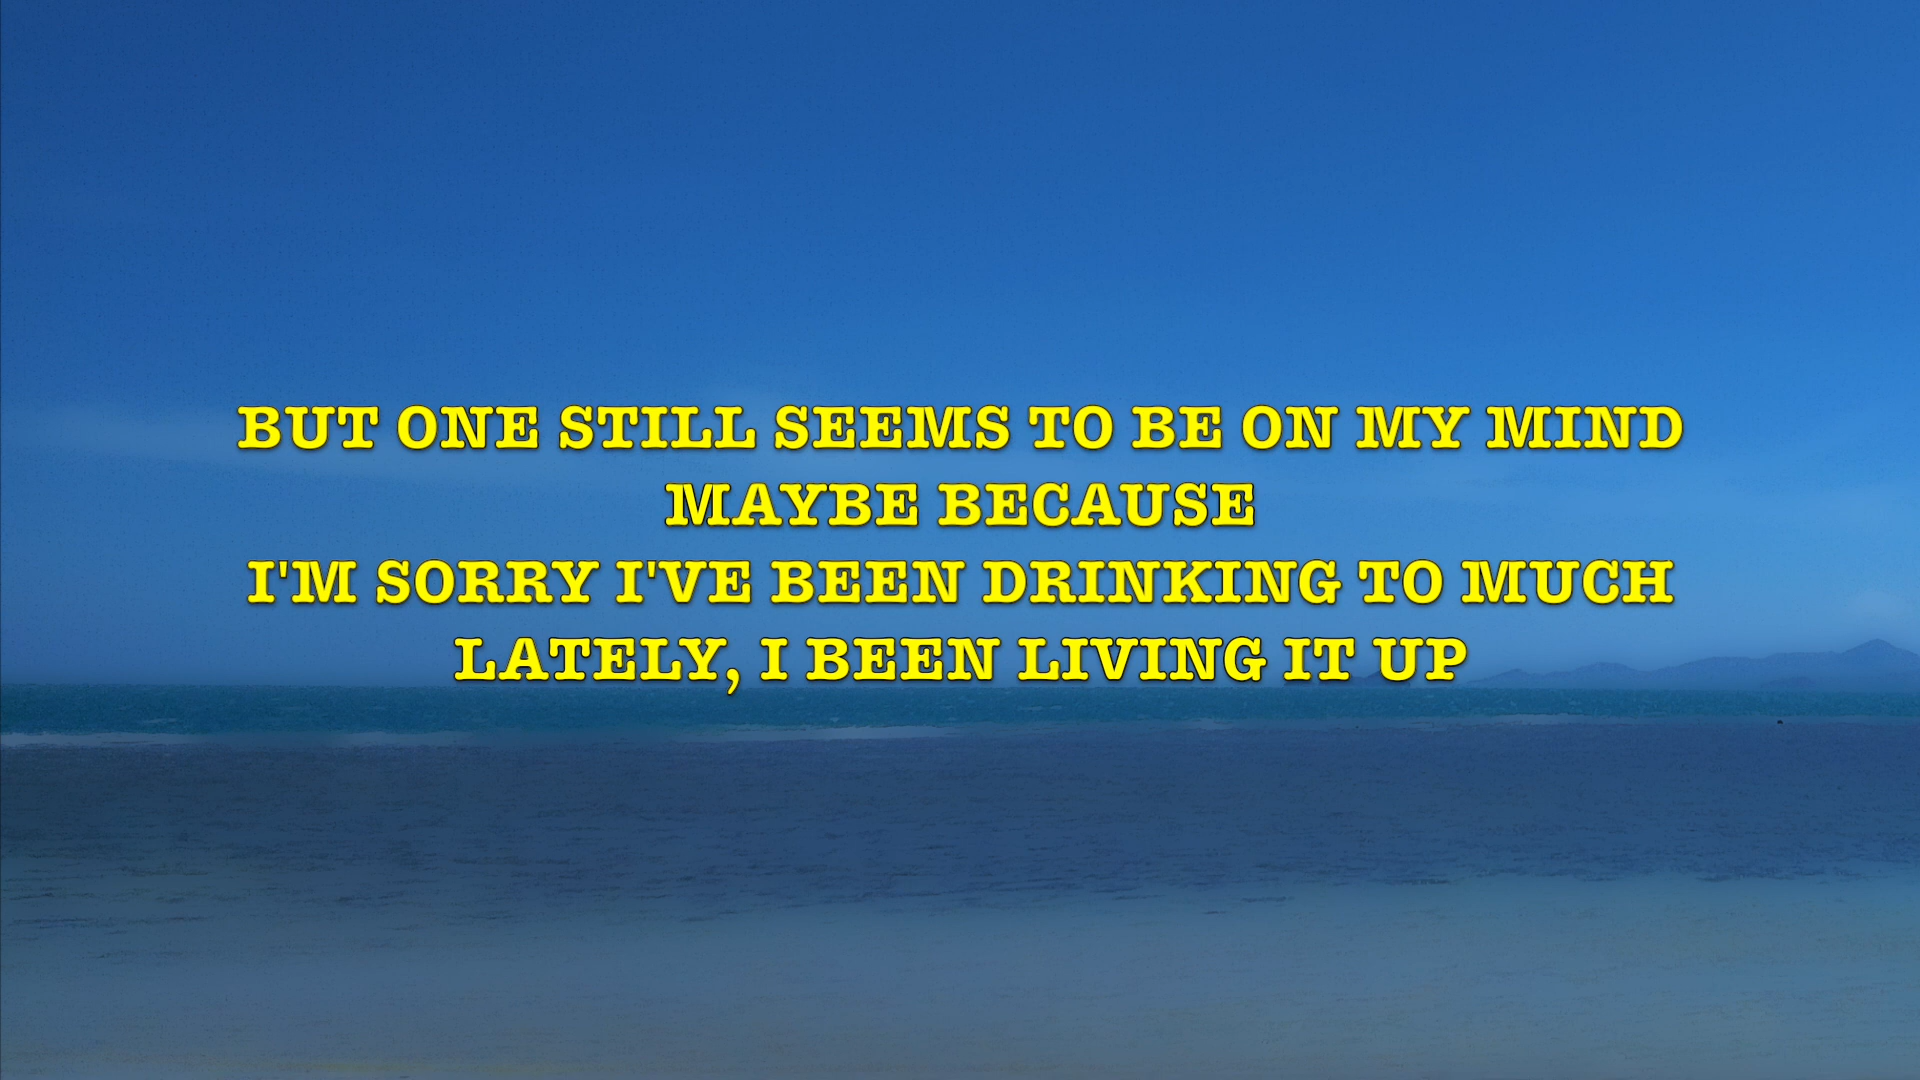 BUT ONE STILL SEEMS TO BE ON MY MIND
MAYBE BECAUSE
I'M SORRY I'VE BEEN DRINKING TO MUCH
LATELY, I BEEN LIVING IT UP